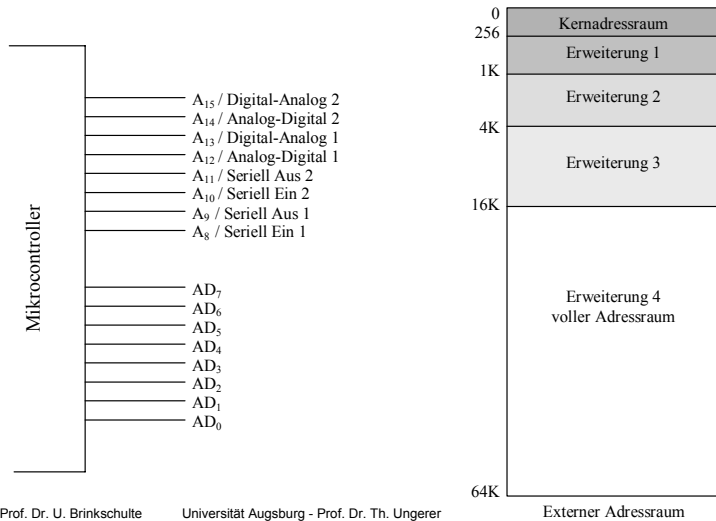 Mikrocontroller
A₁₅ / Digital-Analog 2
A₁₄ / Analog-Digital 2
A₁₃ / Digital-Analog 1
A₁₂ / Analog-Digital 1
A₁₁ / Seriell Aus 2
A₁₀ / Seriell Ein 2
A₉ / Seriell Aus 1
A₈ / Seriell Ein 1
AD₇
AD₆
AD₅
AD₄
AD₃
AD₂
AD₁
AD₀
0
Kernadressraum
256
Erweiterung 1
1K
Erweiterung 2
4K
Erweiterung 3
16K
Erweiterung 4
voller Adressraum
64K
Externer Adressraum
Prof. Dr. U. Brinkschulte
Universität Augsburg - Prof. Dr. Th. Ungerer